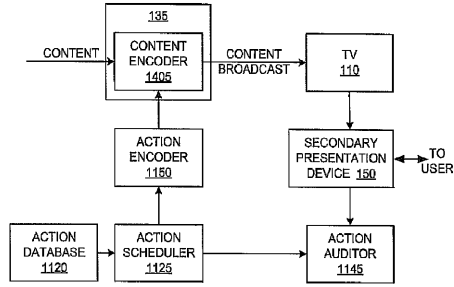 135
CONTENT
CONTENT
ENCODER
1405
CONTENT
BROADCAST
TV
110
ACTION
ENCODER
1150
SECONDARY
PRESENTATION
DEVICE 150
TO
USER
ACTION
DATABASE
1120
ACTION
SCHEDULER
1125
ACTION
AUDITOR
1145